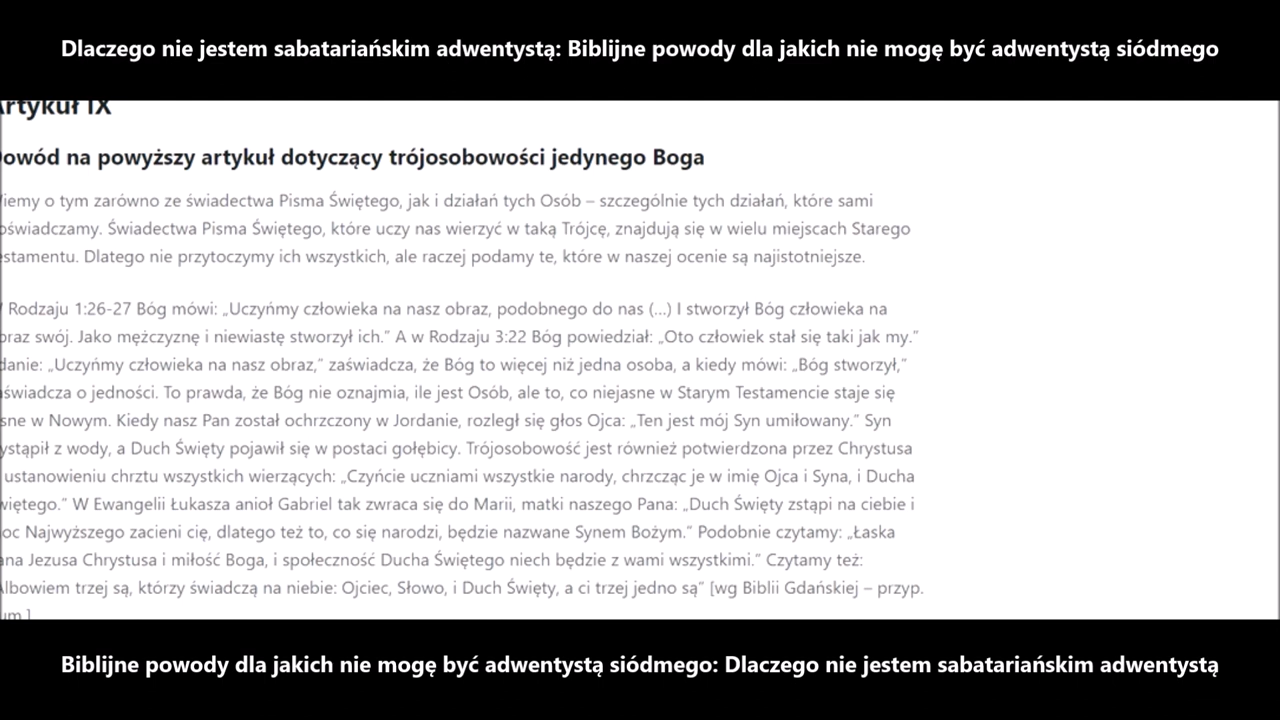 Dlaczego nie jestem sabatariańskim adwentystą: Biblijne powody dla jakich nie mogę być adwentystą siódmego
Artykuł IX
Dowód na powyższy artykuł dotyczący trójosobowości jedynego Boga
iemy o tym zarówno ze świadectwa Pisma Świętego, jak i działań tych Osób – szczególnie tych działań, które sami
oświadczamy. Świadectwa Pisma Świętego, które uczy nas wierzyć w taką Trójcę, znajdują się w wielu miejscach Starego
estamentu. Dlatego nie przytoczymy ich wszystkich, ale raczej podamy te, które w naszej ocenie są najistotniejsze.
Rodzaju 1:26-27 Bóg mówi: „Uczyńmy człowieka na nasz obraz, podobnego do nas (...) I stworzył Bóg człowieka na
braz swój. Jako mężczyznę i niewiastę stworzył ich.” A w Rodzaju 3:22 Bóg powiedział: „Oto człowiek stał się taki jak my.”
danie: „Uczyńmy człowieka na nasz obraz,” zaświadcza, że Bóg to więcej niż jedna osoba, a kiedy mówi: „Bóg stworzył,”
aświadcza o jedności. To prawda, że Bóg nie oznajmia, ile jest Osób, ale to, co niejasne w Starym Testamencie staje się
sne w Nowym. Kiedy nasz Pan został ochrzczony w Jordanie, rozległ się głos Ojca: „Ten jest mój Syn umiłowany.” Syn
ystąpił z wody, a Duch Święty pojawił się w postaci gołębicy. Trójosobowość jest również potwierdzona przez Chrystusa
ustanowieniu chrztu wszystkich wierzących: „Czyńcie uczniami wszystkie narody, chrzcząc je w imię Ojca i Syna, i Ducha
więtego.” W Ewangelii Łukasza anioł Gabriel tak zwraca się do Marii, matki naszego Pana: „Duch Święty zstąpi na ciebie i
oc Najwyższego zacieni cię, dlatego też to, co się narodzi, będzie nazwane Synem Bożym.” Podobnie czytamy: „Łaska
ana Jezusa Chrystusa i miłość Boga, i społeczność Ducha Świętego niech będzie z wami wszystkimi.” Czytamy też:
Albowiem trzej są, którzy świadczą na niebie: Ojciec, Słowo, i Duch Święty, a ci trzej jedno są” [wg Biblii Gdańskiej – przyp.
Biblijne powody dla jakich nie mogę być adwentystą siódmego: Dlaczego nie jestem sabatariańskim adwentystą